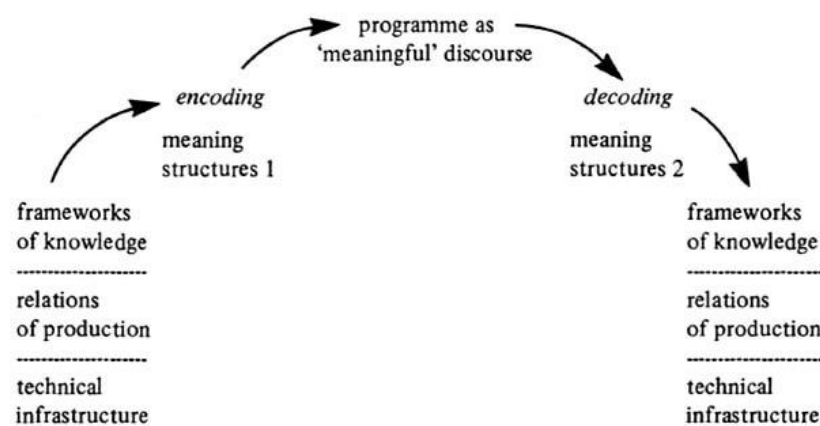 programme as
‘meaningful’ discourse
encoding
decoding
meaning
structures 1
meaning
structures 2
frameworks
of knowledge
frameworks
of knowledge
relations
of production
relations
of production
technical
infrastructure
technical
infrastructure